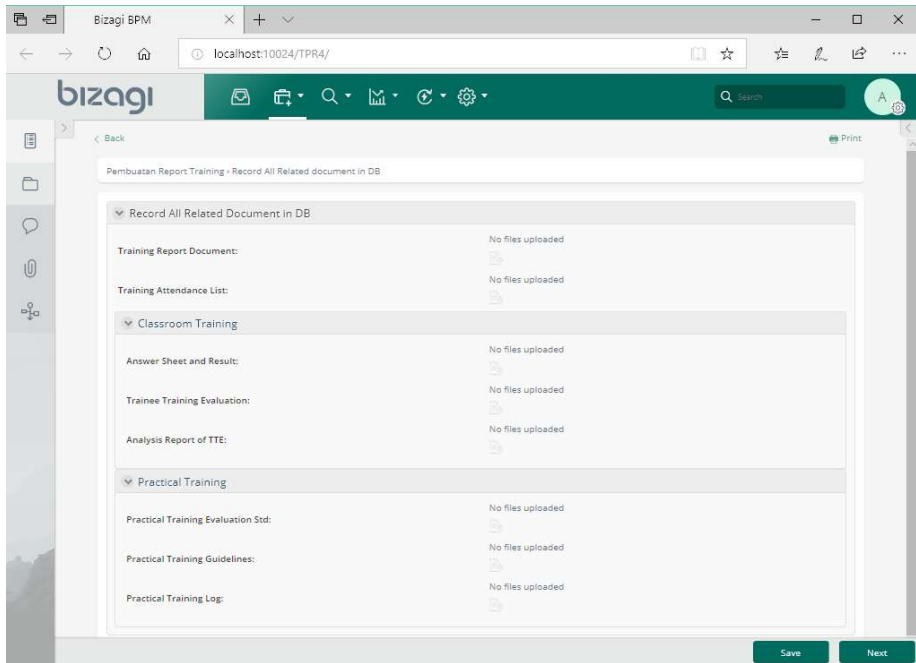 Bizagi BPM
localhost:10024/TPR4/
bizagi
Search
A
Back
Print
Pembuatan Report Training › Record All Related document in DB
Record All Related Document in DB
Training Report Document:
No files uploaded
Training Attendance List:
No files uploaded
Classroom Training
Answer Sheet and Result:
No files uploaded
Trainee Training Evaluation:
No files uploaded
Analysis Report of TTE:
No files uploaded
Practical Training
Practical Training Evaluation Std:
No files uploaded
Practical Training Guidelines:
No files uploaded
Practical Training Log:
No files uploaded
Save
Next